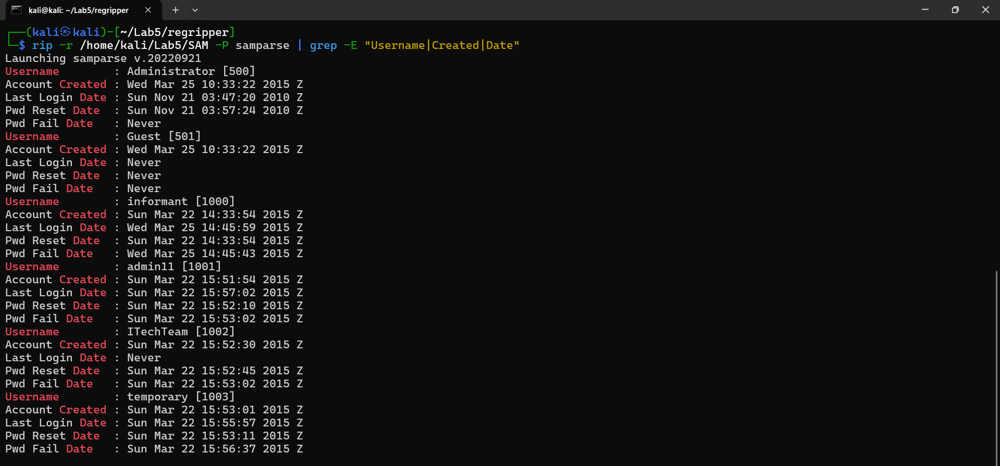 kali@kali: ~/Lab5/regripper
(kali㉿kali)-[~/Lab5/regripper]
$ rip -r /home/kali/Lab5/SAM -P samparse | grep -E "Username|Created|Date"
Launching samparse v.20220921
Username        : Administrator [500]
Account Created : Wed Mar 25 10:33:22 2015 Z
Last Login Date : Sun Nov 21 03:47:20 2010 Z
Pwd Reset Date  : Sun Nov 21 03:57:24 2010 Z
Pwd Fail Date   : Never
Username        : Guest [501]
Account Created : Wed Mar 25 10:33:22 2015 Z
Last Login Date : Never
Pwd Reset Date  : Never
Pwd Fail Date   : Never
Username        : informant [1000]
Account Created : Sun Mar 22 14:33:54 2015 Z
Last Login Date : Wed Mar 25 14:45:59 2015 Z
Pwd Reset Date  : Sun Mar 22 14:33:54 2015 Z
Pwd Fail Date   : Wed Mar 25 14:45:43 2015 Z
Username        : admin11 [1001]
Account Created : Sun Mar 22 15:51:54 2015 Z
Last Login Date : Sun Mar 22 15:57:02 2015 Z
Pwd Reset Date  : Sun Mar 22 15:52:10 2015 Z
Pwd Fail Date   : Sun Mar 22 15:53:02 2015 Z
Username        : ITechTeam [1002]
Account Created : Sun Mar 22 15:52:30 2015 Z
Last Login Date : Never
Pwd Reset Date  : Sun Mar 22 15:52:45 2015 Z
Pwd Fail Date   : Sun Mar 22 15:53:02 2015 Z
Username        : temporary [1003]
Account Created : Sun Mar 22 15:53:01 2015 Z
Last Login Date : Sun Mar 22 15:55:57 2015 Z
Pwd Reset Date  : Sun Mar 22 15:53:11 2015 Z
Pwd Fail Date   : Sun Mar 22 15:56:37 2015 Z